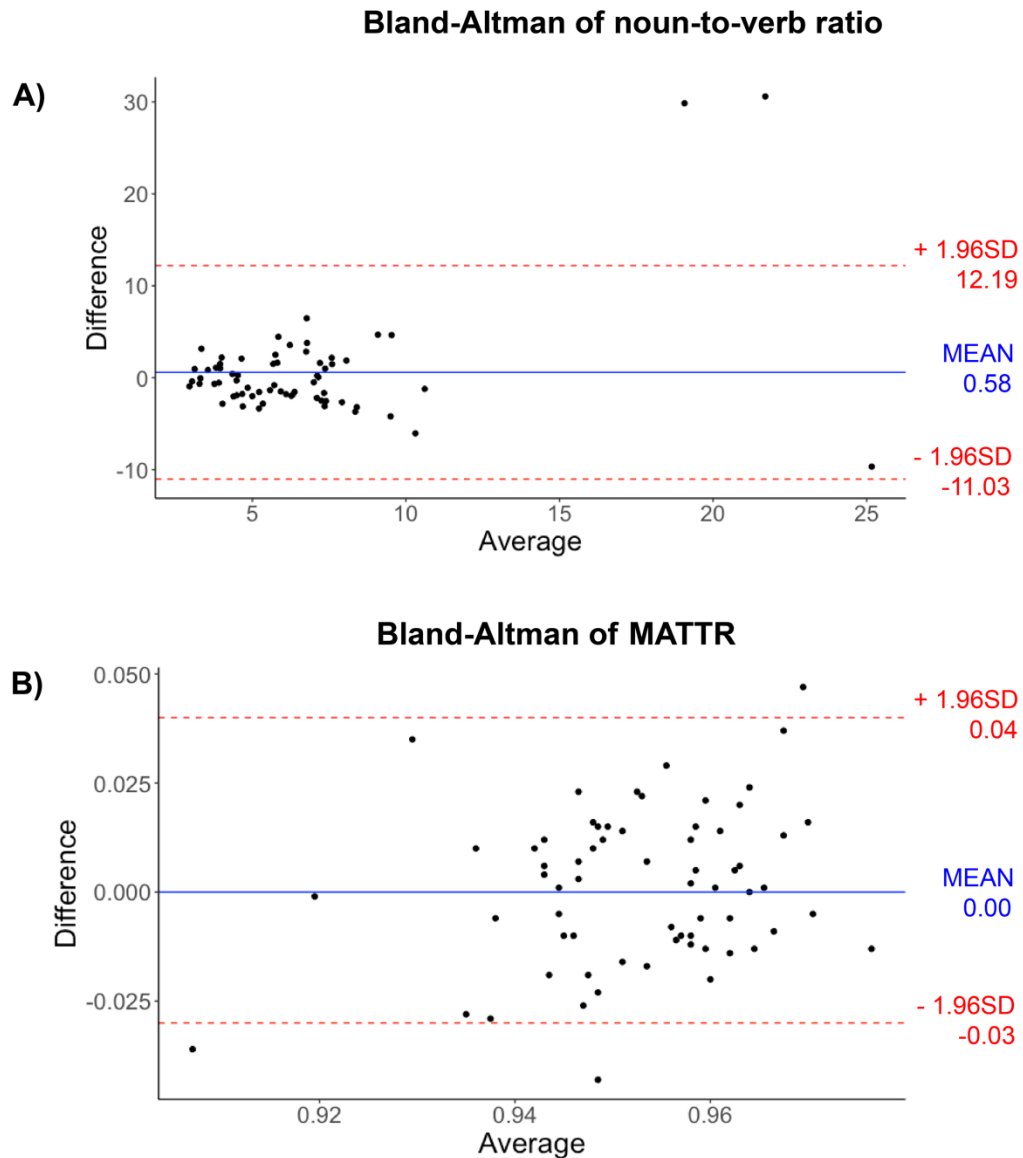 Bland-Altman of noun-to-verb ratio
A)
30
20
10
0
-10
Difference
+ 1.96SD
12.19
MEAN
0.58
- 1.96SD
-11.03
5
10
15
20
25
Average
Bland-Altman of MATTR
B)
0.050
0.025
0.000
-0.025
Difference
+ 1.96SD
0.04
MEAN
0.00
- 1.96SD
-0.03
0.92
0.94
0.96
Average